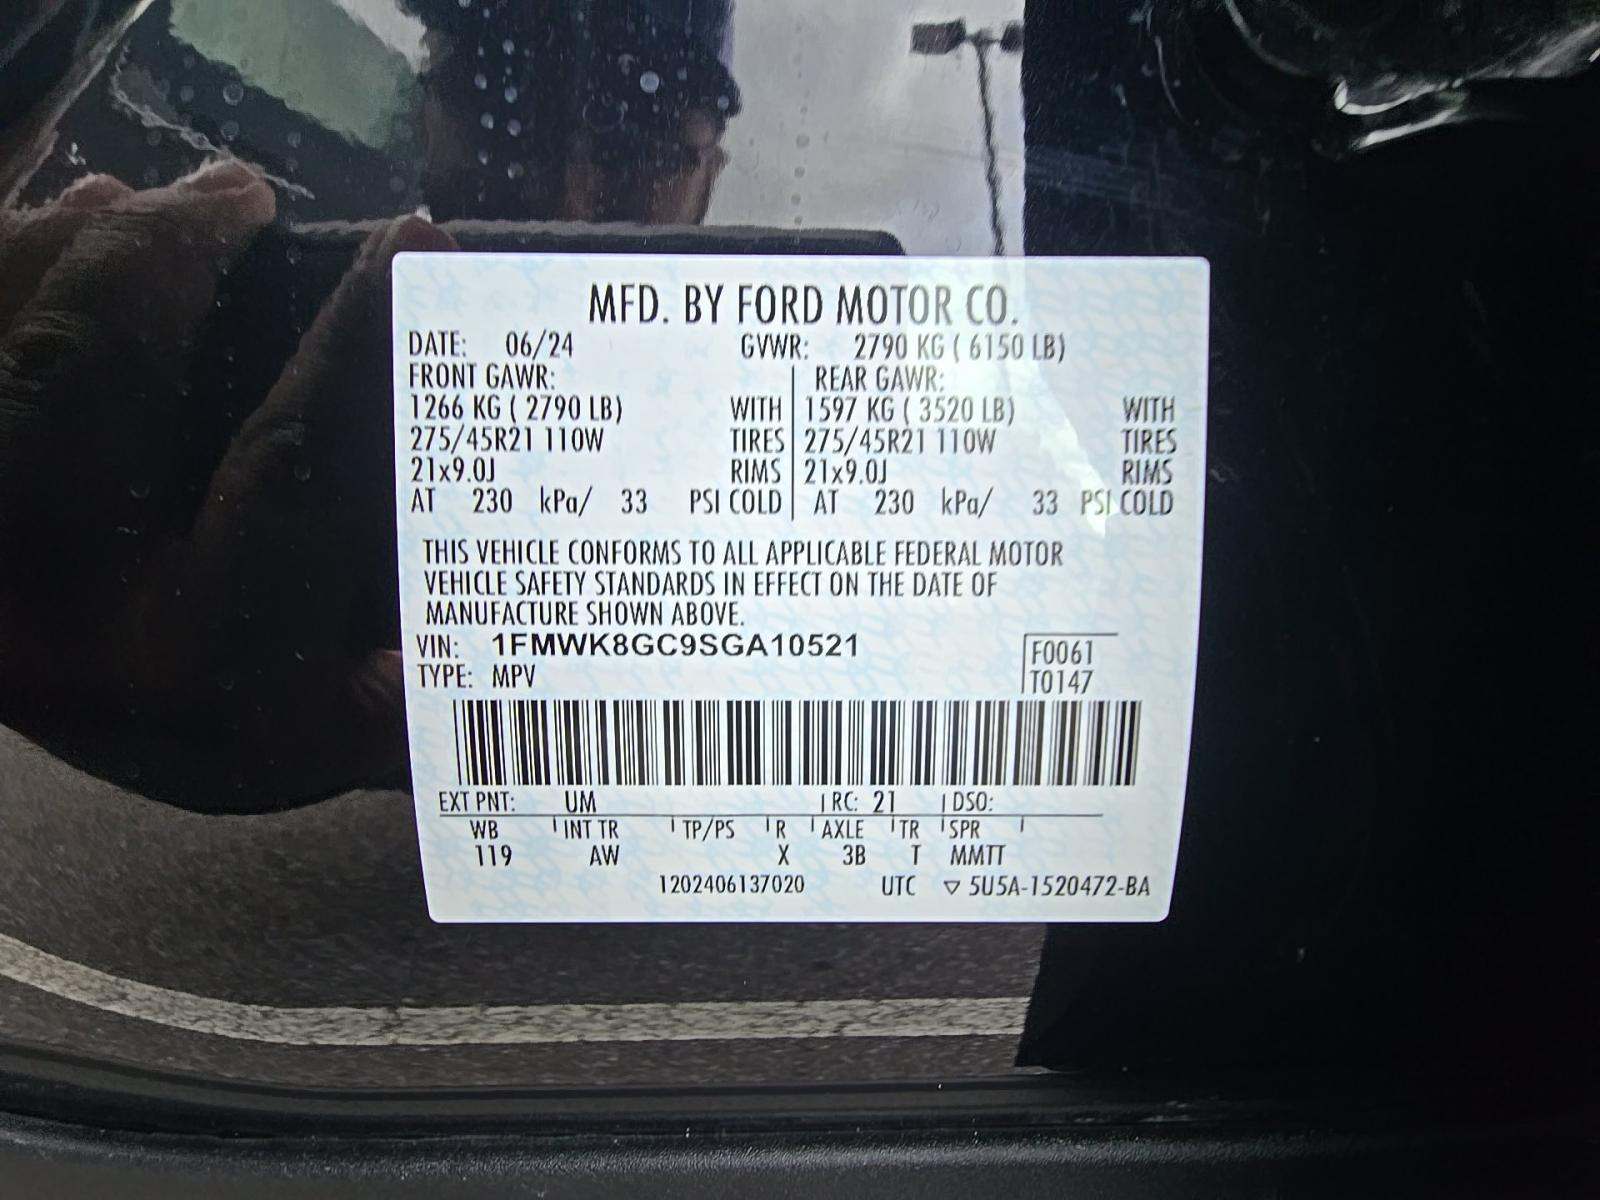 MFD. BY FORD MOTOR CO.
DATE: 06/24 GVWR: 2790 KG ( 6150 LB)
FRONT GAWR: REAR GAWR:
1266 KG ( 2790 LB) WITH 1597 KG ( 3520 LB) WITH
275/45R21 110W TIRES 275/45R21 110W TIRES
21x9.0J RIMS 21x9.0J RIMS
AT 230 kPa/ 33 PSI COLD AT 230 kPa/ 33 PSI COLD
THIS VEHICLE CONFORMS TO ALL APPLICABLE FEDERAL MOTOR
VEHICLE SAFETY STANDARDS IN EFFECT ON THE DATE OF
MANUFACTURE SHOWN ABOVE.
VIN: 1FMWK8GC9SGA10521 F0061
TYPE: MPV T0147
EXT PNT: UM RC: 21 DSO:
WB INT TR TP/PS R AXLE TR SPR
119 AW X 3B T MMTT
1202406137020 UTC ▽ 5U5A-1520472-BA